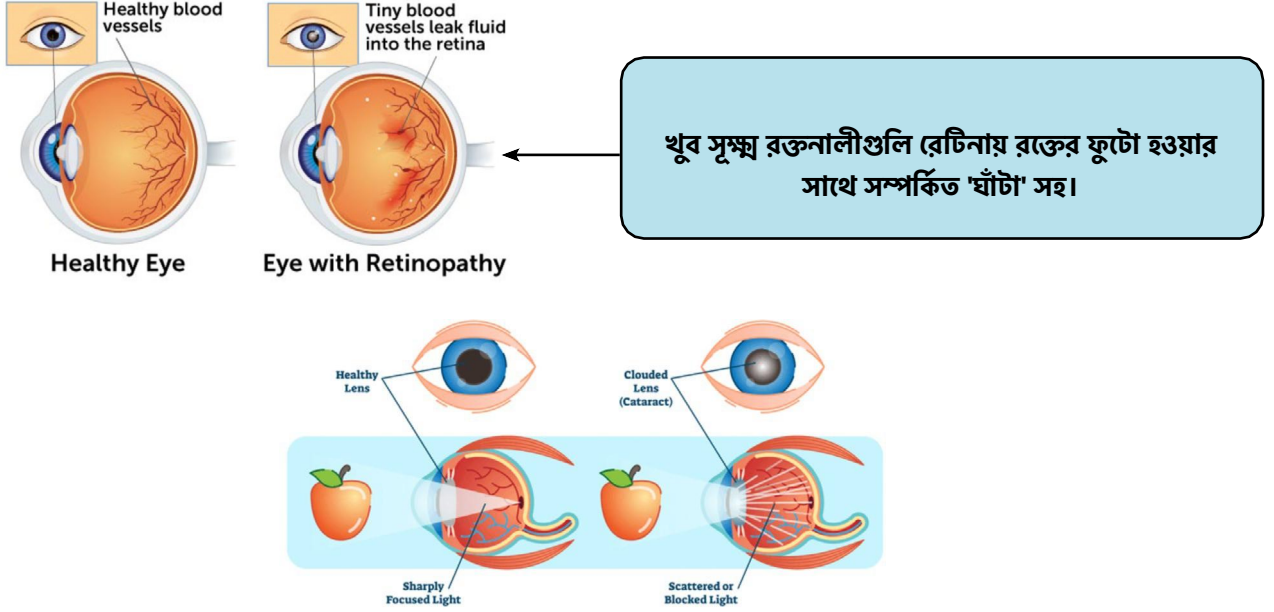 Healthy blood
vessels
Tiny blood
vessels leak fluid
into the retina
খুব সূক্ষ্ম রক্তনালীগুলি রেটিনায় রক্তের ফুটো হওয়ার
সাথে সম্পর্কিত 'ঘাঁটা' সহ।
Healthy Eye
Eye with Retinopathy
Healthy
Lens
Clouded
Lens
(Cataract)
Sharply
Focused Light
Scattered or
Blocked Light